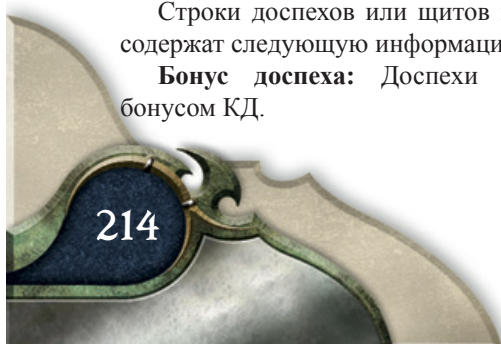 Строки доспехов или щитов
содержат следующую информаци
Бонус доспеха: Доспехи
бонусом КД.
214